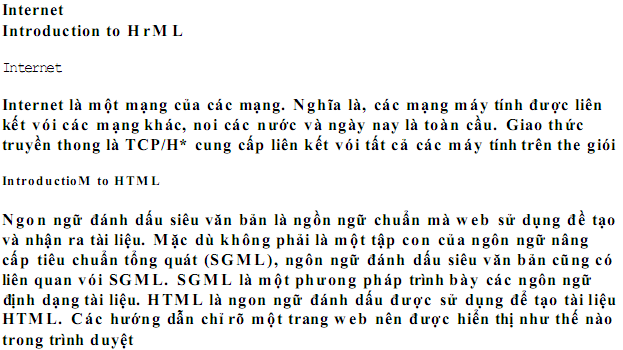 Internet
Introduction to HrML
Internet
Internet là một mạng của các mạng. Nghĩa là, các mạng máy tính được liên
kết vói các mạng khác, noi các nước và ngày nay là toàn cầu. Giao thức
truyền thong là TCP/H* cung cấp liên kết vói tất cả các máy tính trên the giói
IntroductioM to HTML
Ngon ngữ đánh dấu siêu văn bản là ngồn ngữ chuẩn mà web sử dụng đề tạo
và nhận ra tài liệu. Mặc dù không phải là một tập con của ngôn ngữ nâng
cấp tiêu chuẩn tổng quát (SGML), ngôn ngữ đánh dấu siêu văn bản cũng có
liên quan vói SGML. SGML là một phưong pháp trình bày các ngôn ngữ
định dạng tài liệu. HTML là ngon ngữ đánh dấu được sử dụng để tạo tài liệu
HTML. Các hướng dẫn chỉ rõ một trang web nên được hiển thị như thế nào
trong trình duyệt